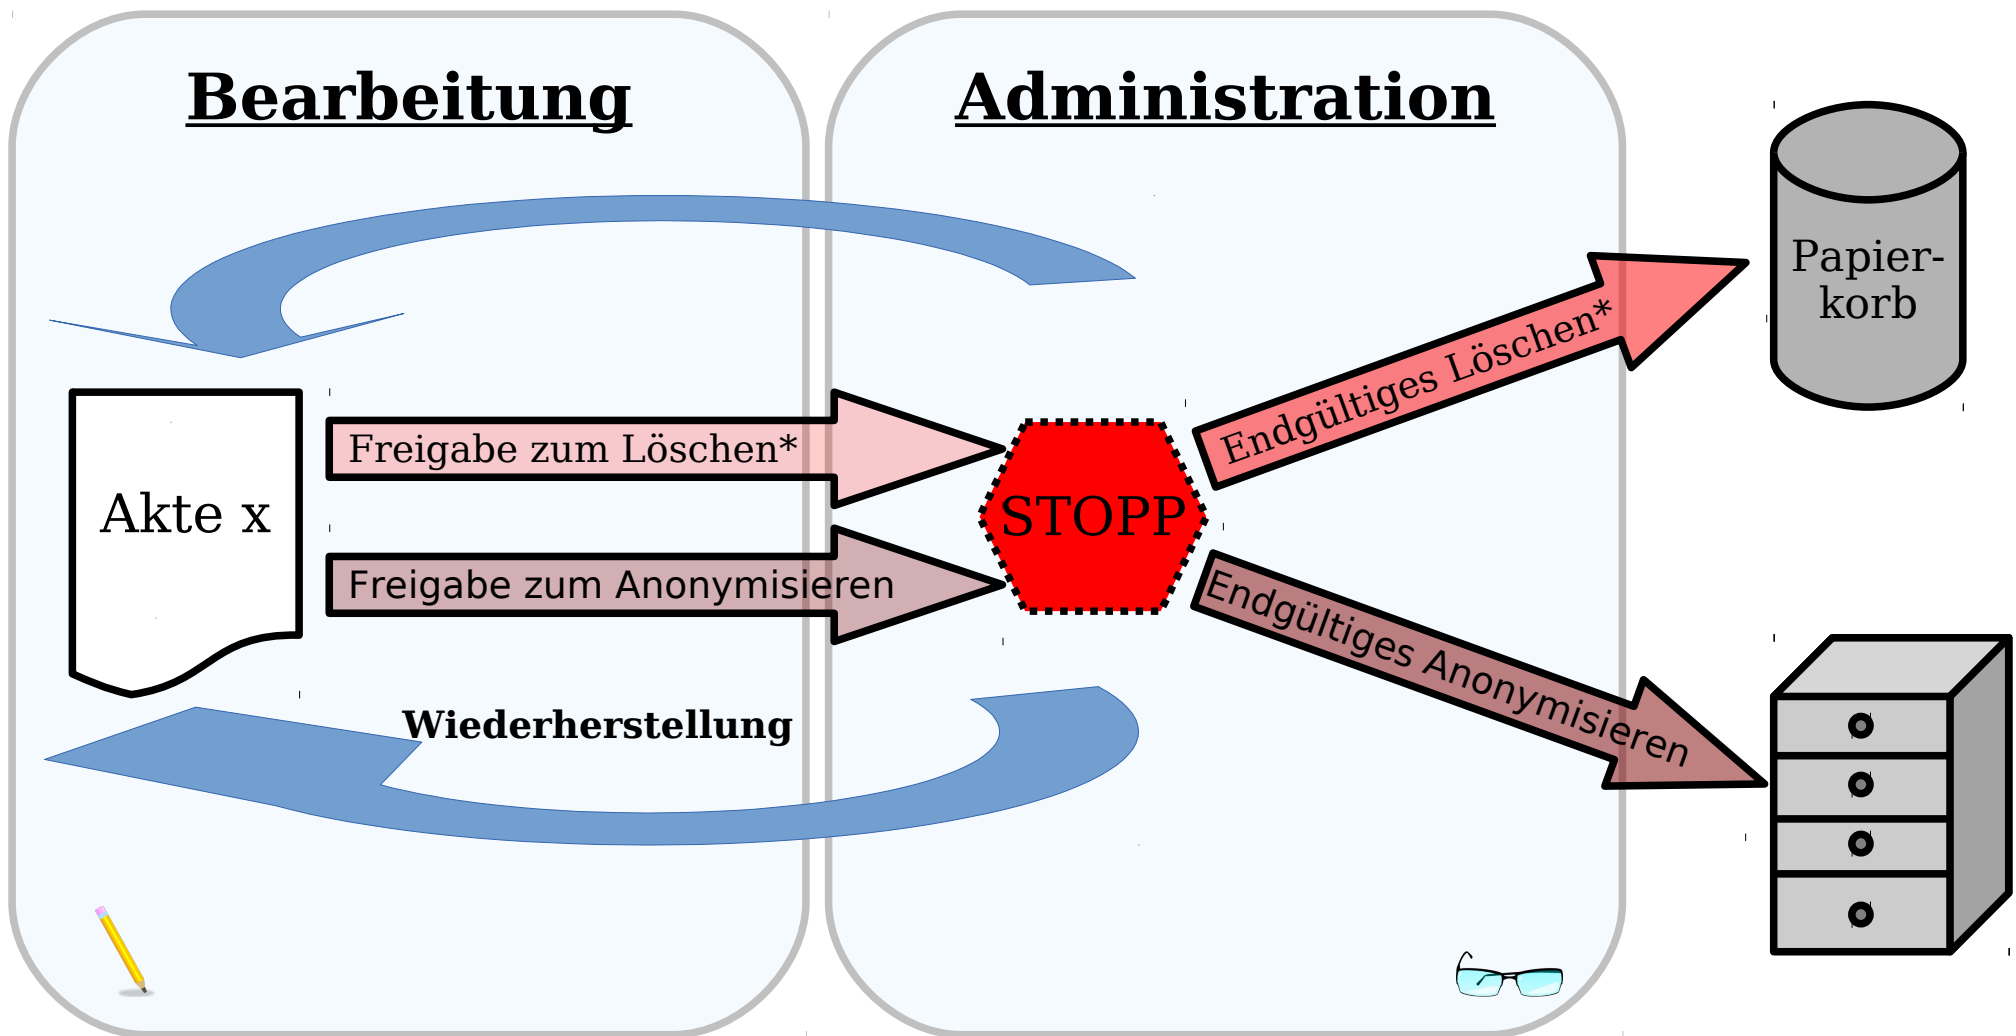 Bearbeitung
Administration
Papier-
korb
Endgültiges Löschen*
Freigabe zum Löschen*
Akte x
STOPP
Freigabe zum Anonymisieren
Endgültiges Anonymisieren
Wiederherstellung